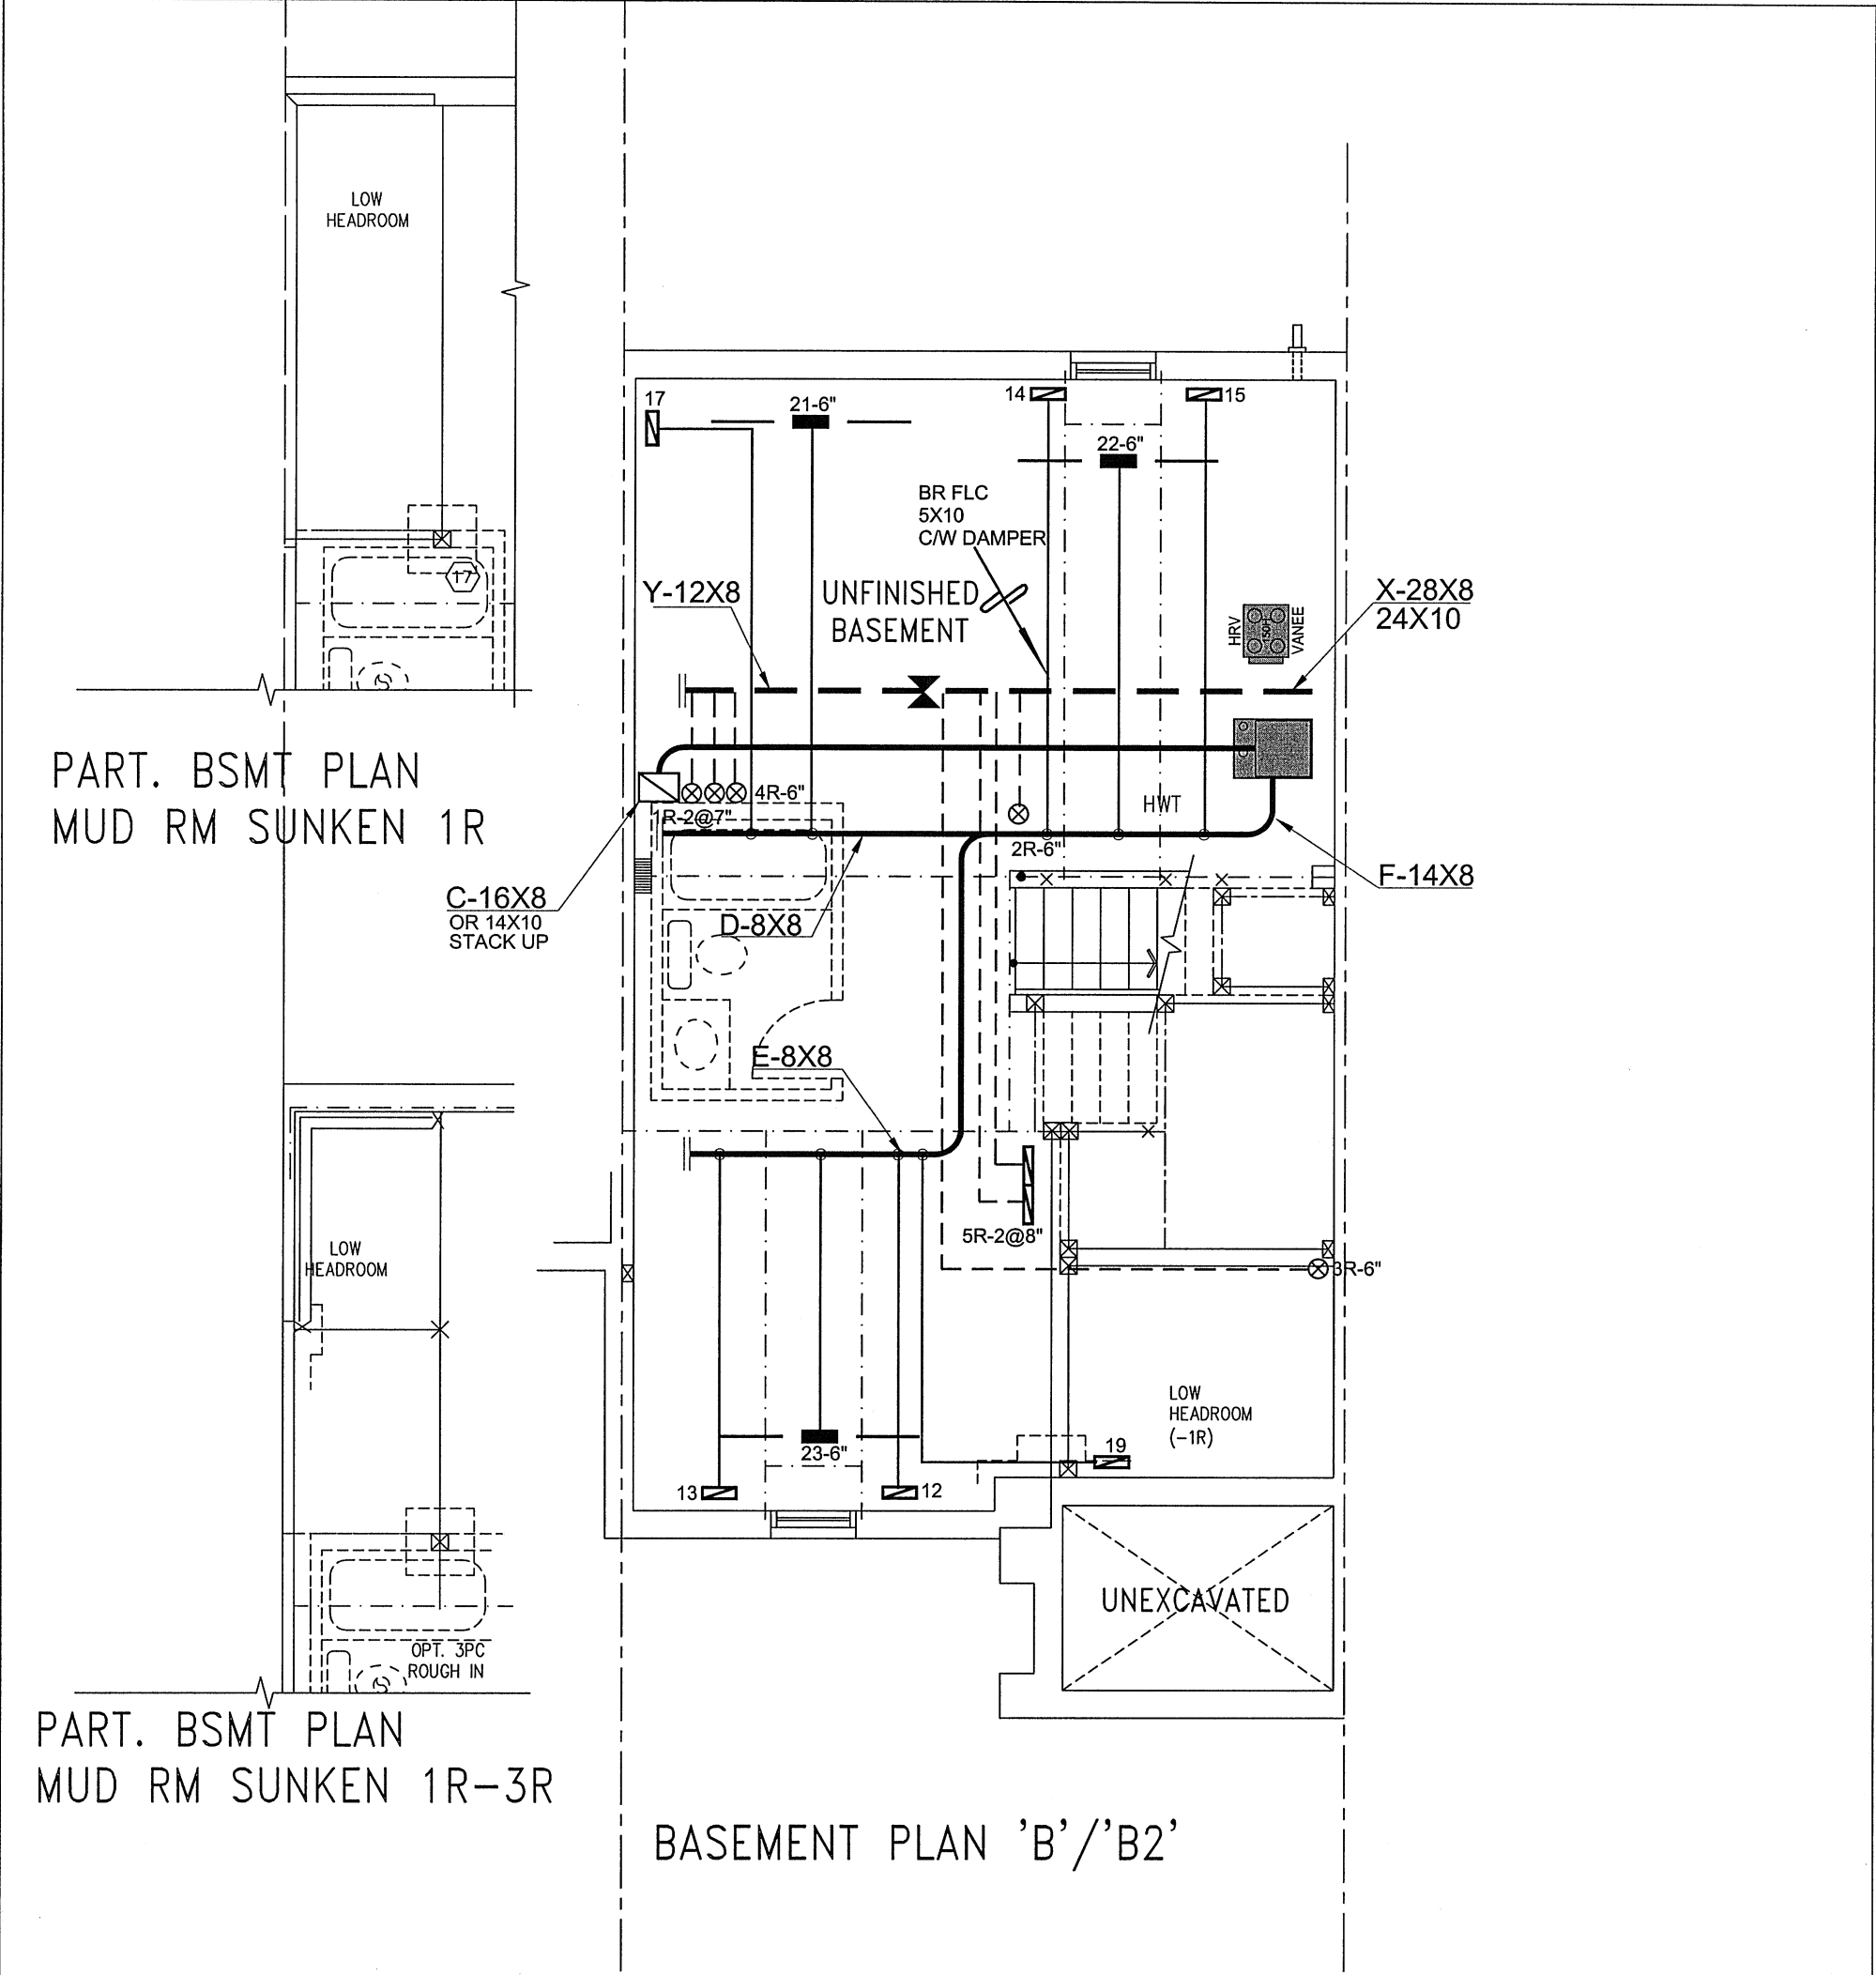 LOW
HEADROOM
17
PART. BSMT PLAN
MUD RM SUNKEN 1R
LOW
HEADROOM
OPT. 3PC
ROUGH IN
PART. BSMT PLAN
MUD RM SUNKEN 1R-3R
17
21-6"
14
15
22-6"
BR FLC
5X10
C/W DAMPER
Y-12X8
UNFINISHED
BASEMENT
HRV
150H
VANEE
X-28X8
24X10
4R-6"
1R-2@7"
HWT
2R-6"
C-16X8
OR 14X10
STACK UP
D-8X8
F-14X8
E-8X8
5R-2@8"
3R-6"
LOW
HEADROOM
(-1R)
23-6"
19
13
12
UNEXCAVATED
BASEMENT PLAN 'B'/'B2'